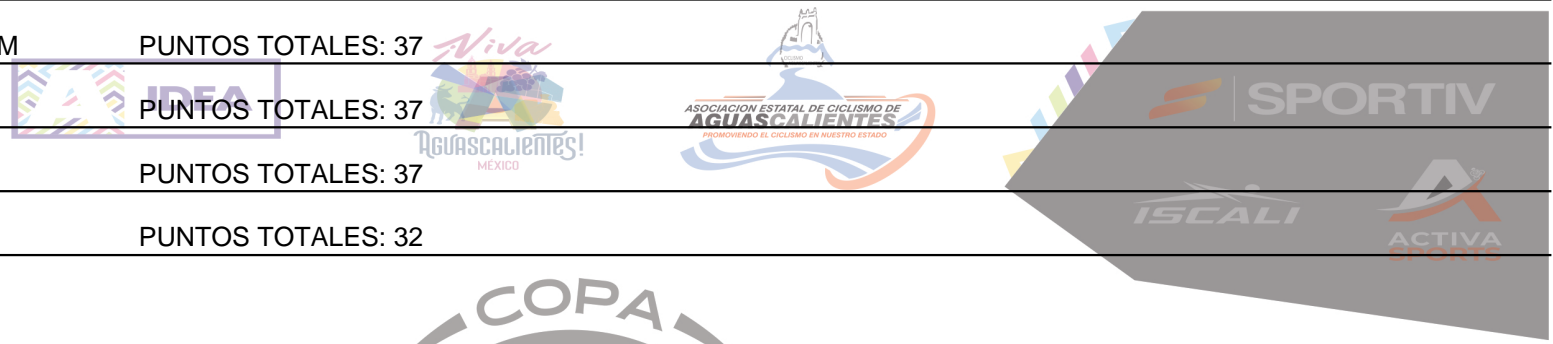 M PUNTOS TOTALES: 37
Viva
IDEA
PUNTOS TOTALES: 37
AGUASCALIENTES!
MÉXICO
ASOCIACION ESTATAL DE CICLISMO DE
AGUASCALIENTES
PROMOVIENDO EL CICLISMO EN NUESTRO ESTADO
SPORTIV
PUNTOS TOTALES: 37
ISCALI
ACTIVA
SPORTS
PUNTOS TOTALES: 32
COPA